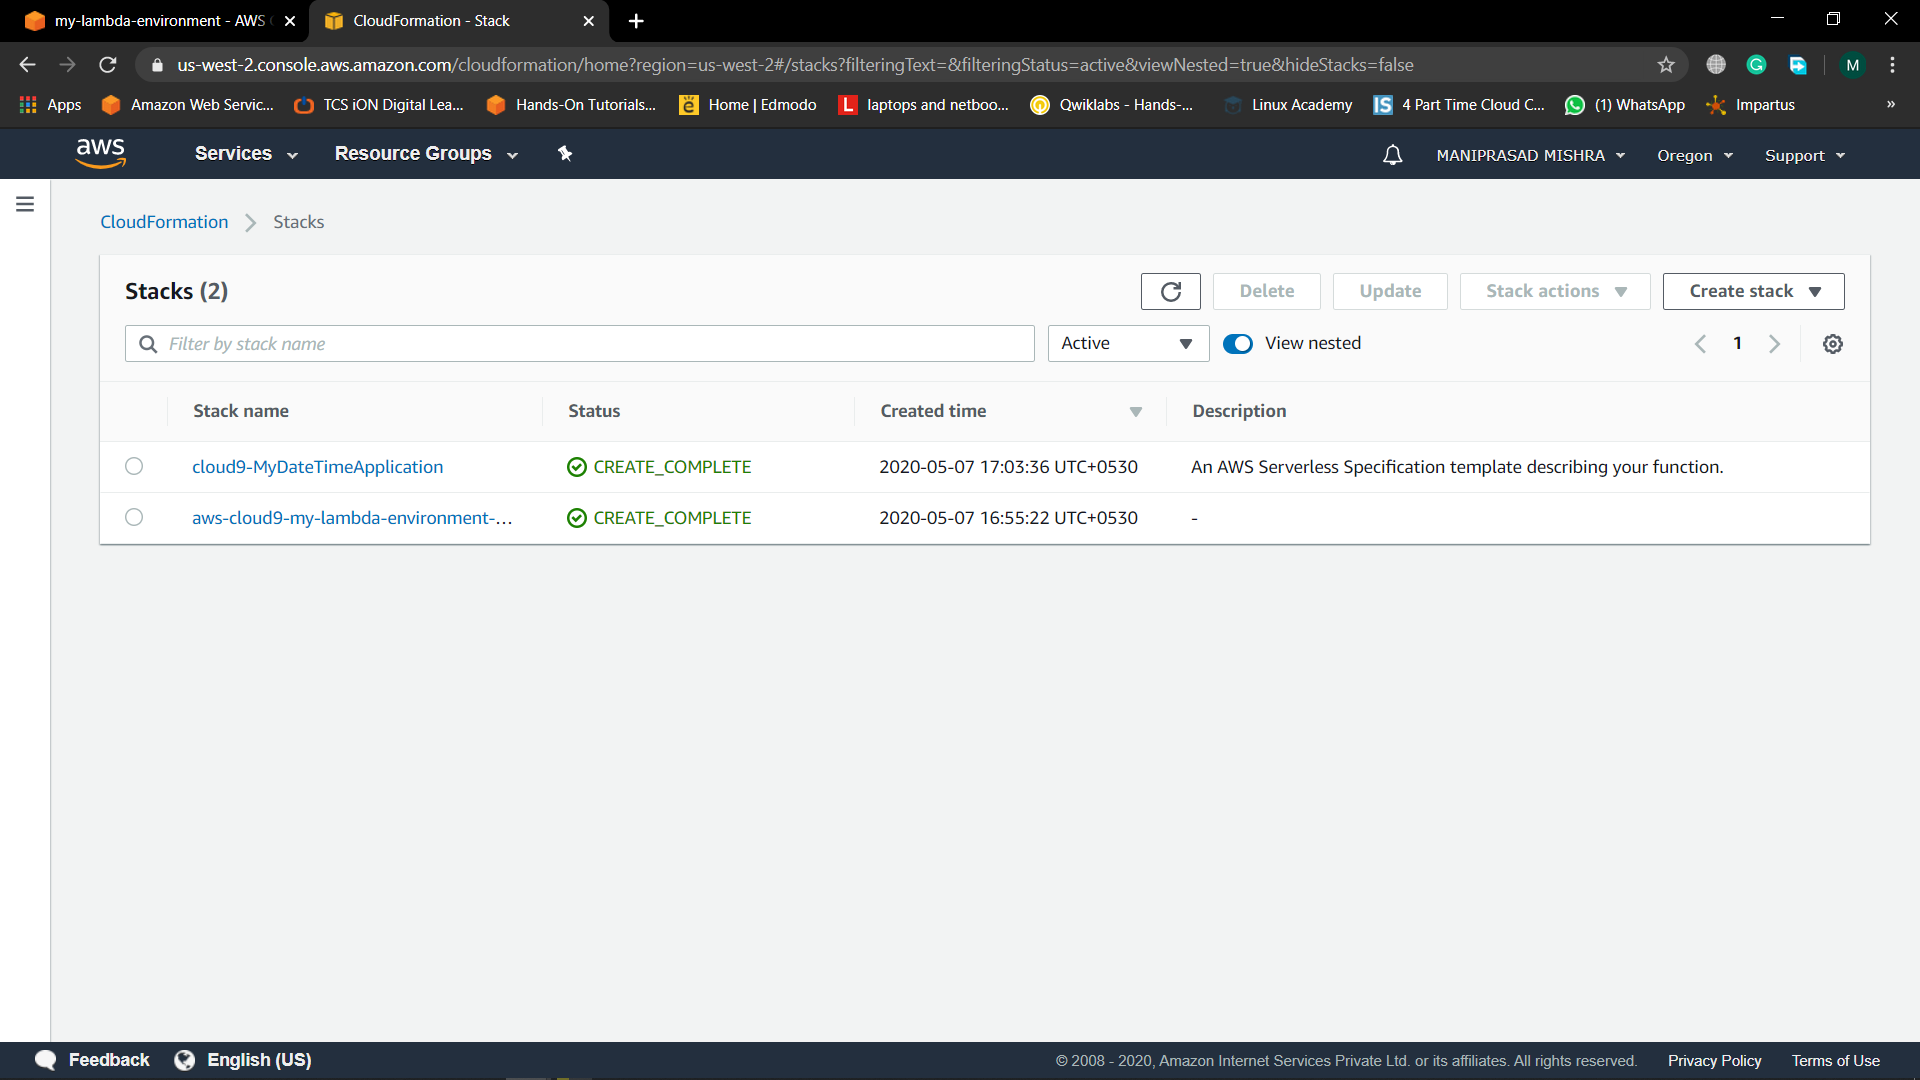 my-lambda-environment - AWS
CloudFormation - Stack
us-west-2.console.aws.amazon.com/cloudformation/home?region=us-west-2#/stacks?filteringText=&filteringStatus=active&viewNested=true&hideStacks=false
M
Apps
Amazon Web Servic...
TCS iON Digital Lea...
Hands-On Tutorials...
Home | Edmodo
laptops and netboo...
Qwiklabs - Hands-...
Linux Academy
4 Part Time Cloud C...
(1) WhatsApp
Impartus
»
aws
Services
Resource Groups
MANIPRASAD MISHRA
Oregon
Support
CloudFormation
Stacks
Stacks (2)
Delete
Update
Stack actions
Create stack
Filter by stack name
Active
View nested
1
Stack name
Status
Created time
Description
cloud9-MyDateTimeApplication
CREATE_COMPLETE
2020-05-07 17:03:36 UTC+0530
An AWS Serverless Specification template describing your function.
aws-cloud9-my-lambda-environment-...
CREATE_COMPLETE
2020-05-07 16:55:22 UTC+0530
-
Feedback
English (US)
© 2008 - 2020, Amazon Internet Services Private Ltd. or its affiliates. All rights reserved.
Privacy Policy
Terms of Use